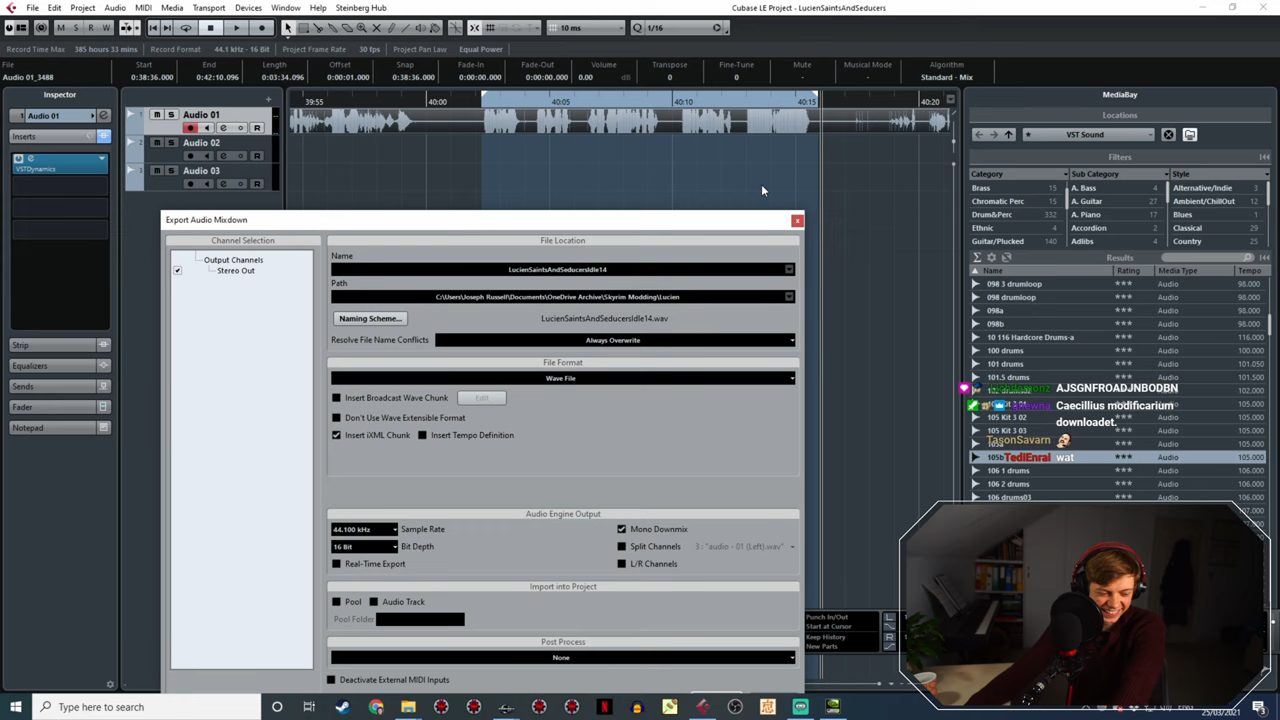 File Edit Project Audio MIDI Media Transport Devices Window Steinberg Hub
Cubase LE Project - LucienSaintsAndSeducers
M S L R W A
10 ms
Q 1/16
Record Time Max 385 hours 33 mins
Record Format 44.1 kHz - 16 Bit
Project Frame Rate 30 fps
Project Pan Law Equal Power
File Start End Length Offset Snap Fade-In Fade-Out Volume Transpose Fine-Tune Mute Musical Mode Algorithm
Audio 01_3488 0:38:36.000 0:42:10.096 0:03:34.096 0:00:01.000 0:38:36.000 0:00:00.000 0:00:00.000 0.00 dB 0 0 - - Standard - Mix
Inspector
1 Audio 01
Inserts
VSTDynamics
Strip
Equalizers
Sends
Fader
Notepad
39:55 40:00 40:05 40:10 40:15 40:20
1 m S Audio 01
R
2 m S Audio 02
R
3 m S Audio 03
R
MediaBay
Locations
VST Sound
Filters
Category Sub Category Style
Brass 15 A. Bass 4 Alternative/Indie 3
Chromatic Perc 15 A. Guitar 27 Ambient/ChillOut 12
Drum&Perc 332 A. Piano 17 Blues 1
Ethnic 4 Accordion 2 Classical 29
Guitar/Plucked 140 Adlibs 4 Country 25
Results
Name Rating Media Type Tempo
098 3 drumloop Audio 98.000
098 drumloop Audio 98.000
098a Audio 98.000
098b Audio 98.000
10 116 Hardcore Drums-a Audio 116.000
100 drums Audio 100.000
101 drums Audio 101.000
101.5 drums Audio 101.500
105b Audio 105.000
106 1 drums Audio 106.000
106 2 drums Audio 106.000
106 drums03 Audio 106.000
AJSGNFROADJNBODBN
Caecillius modificarium
downloadet.
TasonSavarn
TediEnrai wat
Export Audio Mixdown
x
Channel Selection
Output Channels
Stereo Out
File Location
Name
LucienSaintsAndSeducersIdle14
Path
C:\Users\Joseph Russell\Documents\OneDrive Archive\Skyrim Modding\Lucien
Naming Scheme... LucienSaintsAndSeducersIdle14.wav
Resolve File Name Conflicts Always Overwrite
File Format
Wave File
Insert Broadcast Wave Chunk Edit
Don't Use Wave Extensible Format
Insert iXML Chunk Insert Tempo Definition
Audio Engine Output
44.100 kHz Sample Rate Mono Downmix
16 Bit Bit Depth Split Channels 3 : "audio - 01 (Left).wav"
Real-Time Export L/R Channels
Import into Project
Pool Audio Track
Pool Folder
Post Process
None
Deactivate External MIDI Inputs
Punch In/Out L
Start at Cursor
Keep History R
New Parts
Type here to search
ENG
25/03/2021